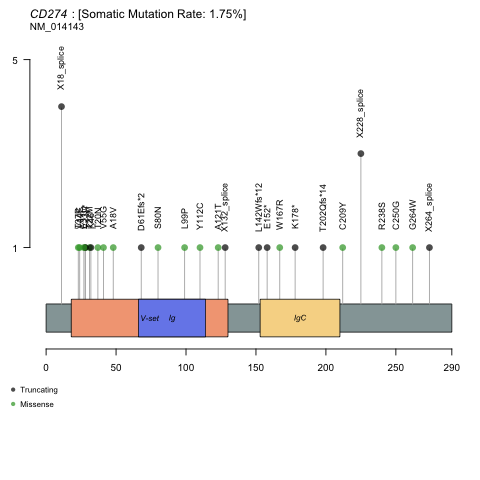 CD274 : [Somatic Mutation Rate: 1.75%]
NM_014143
5
1
X18_splice
V55G
A18V
D61Efs*2
S80N
L99P
Y112C
A121T
X132_splice
L142Wfs*12
E152*
W167R
K178*
T202Qfs*14
C209Y
X228_splice
R238S
C250G
G264W
X264_splice
V-set Ig IgC
0 50 100 150 200 250 290
Truncating
Missense